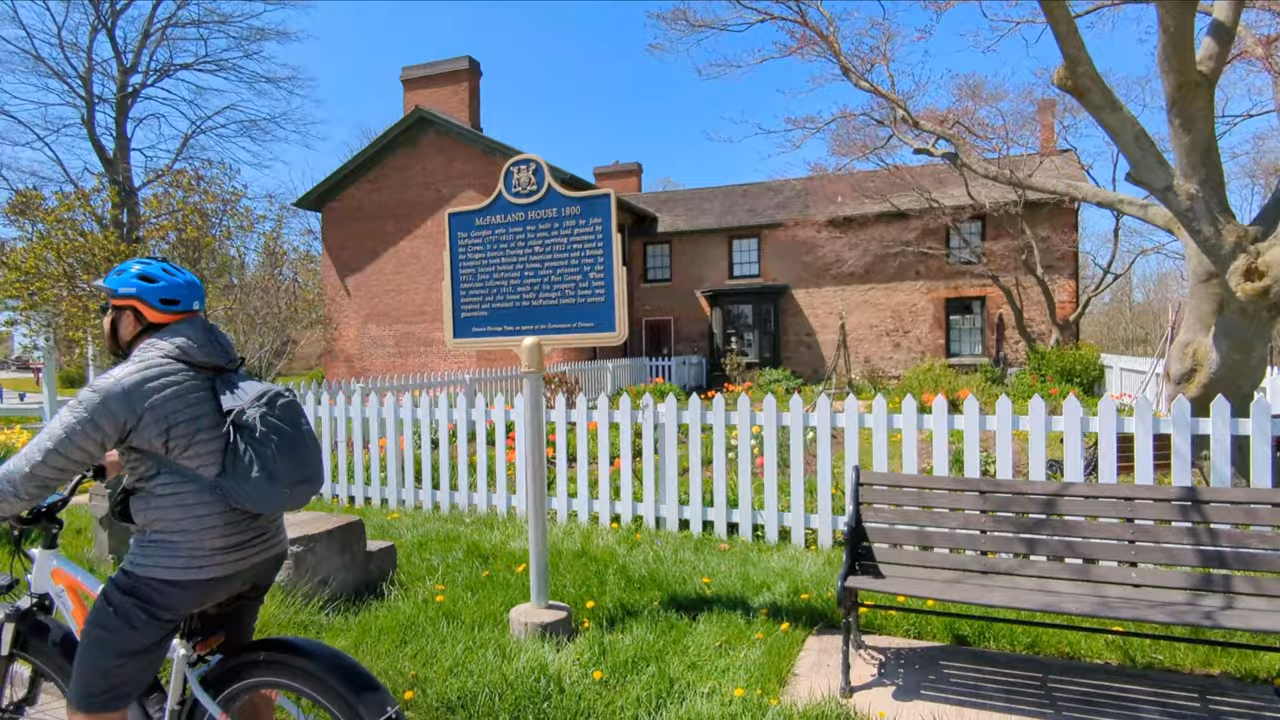 McFARLAND HOUSE 1800
This Georgian style home was built in 1800 by John
McFarland (1757-1815) and his sons, on land granted by
the Crown. It is one of the oldest surviving structures in
the Niagara district. During the War of 1812 it was used as
a hospital by both British and American forces and a British
battery, located behind the house, protected the river. In
1813, John McFarland was taken prisoner by the
Americans following their capture of Fort George. When
he returned in 1815, much of his property had been
destroyed and the home badly damaged. The home was
repaired and remained in the McFarland family for several
generations.
Ontario Heritage Trust, an agency of the Government of Ontario